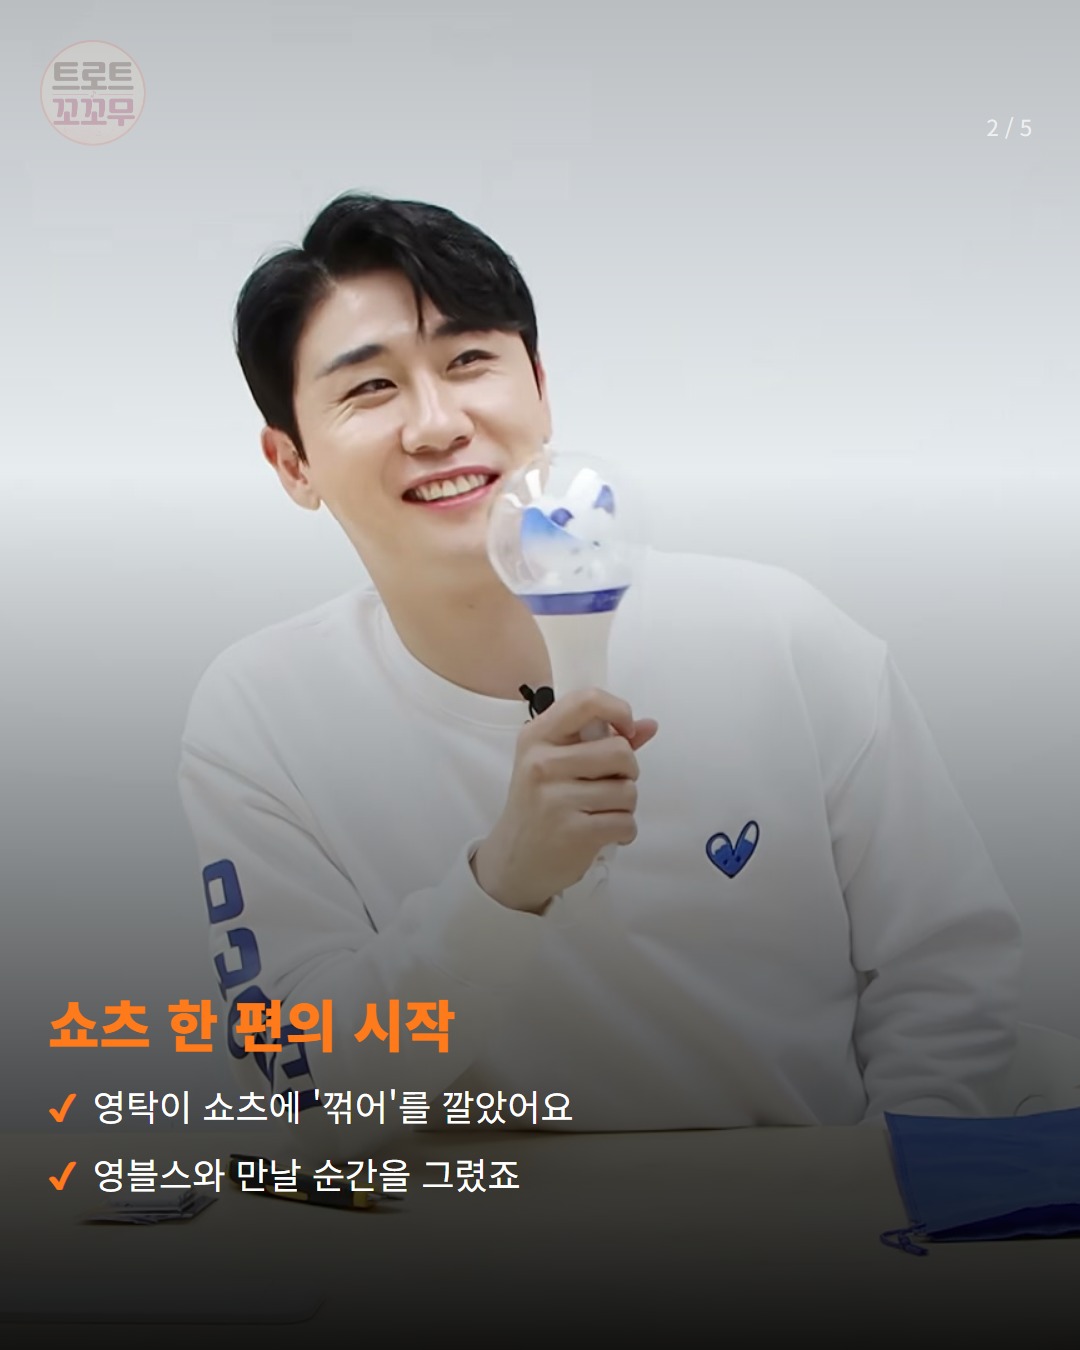 트로트
꼬꼬무
2 / 5
쇼츠 한 편의 시작
✔ 영탁이 쇼츠에 '꺾어'를 깔았어요
✔ 영블스와 만날 순간을 그렸죠